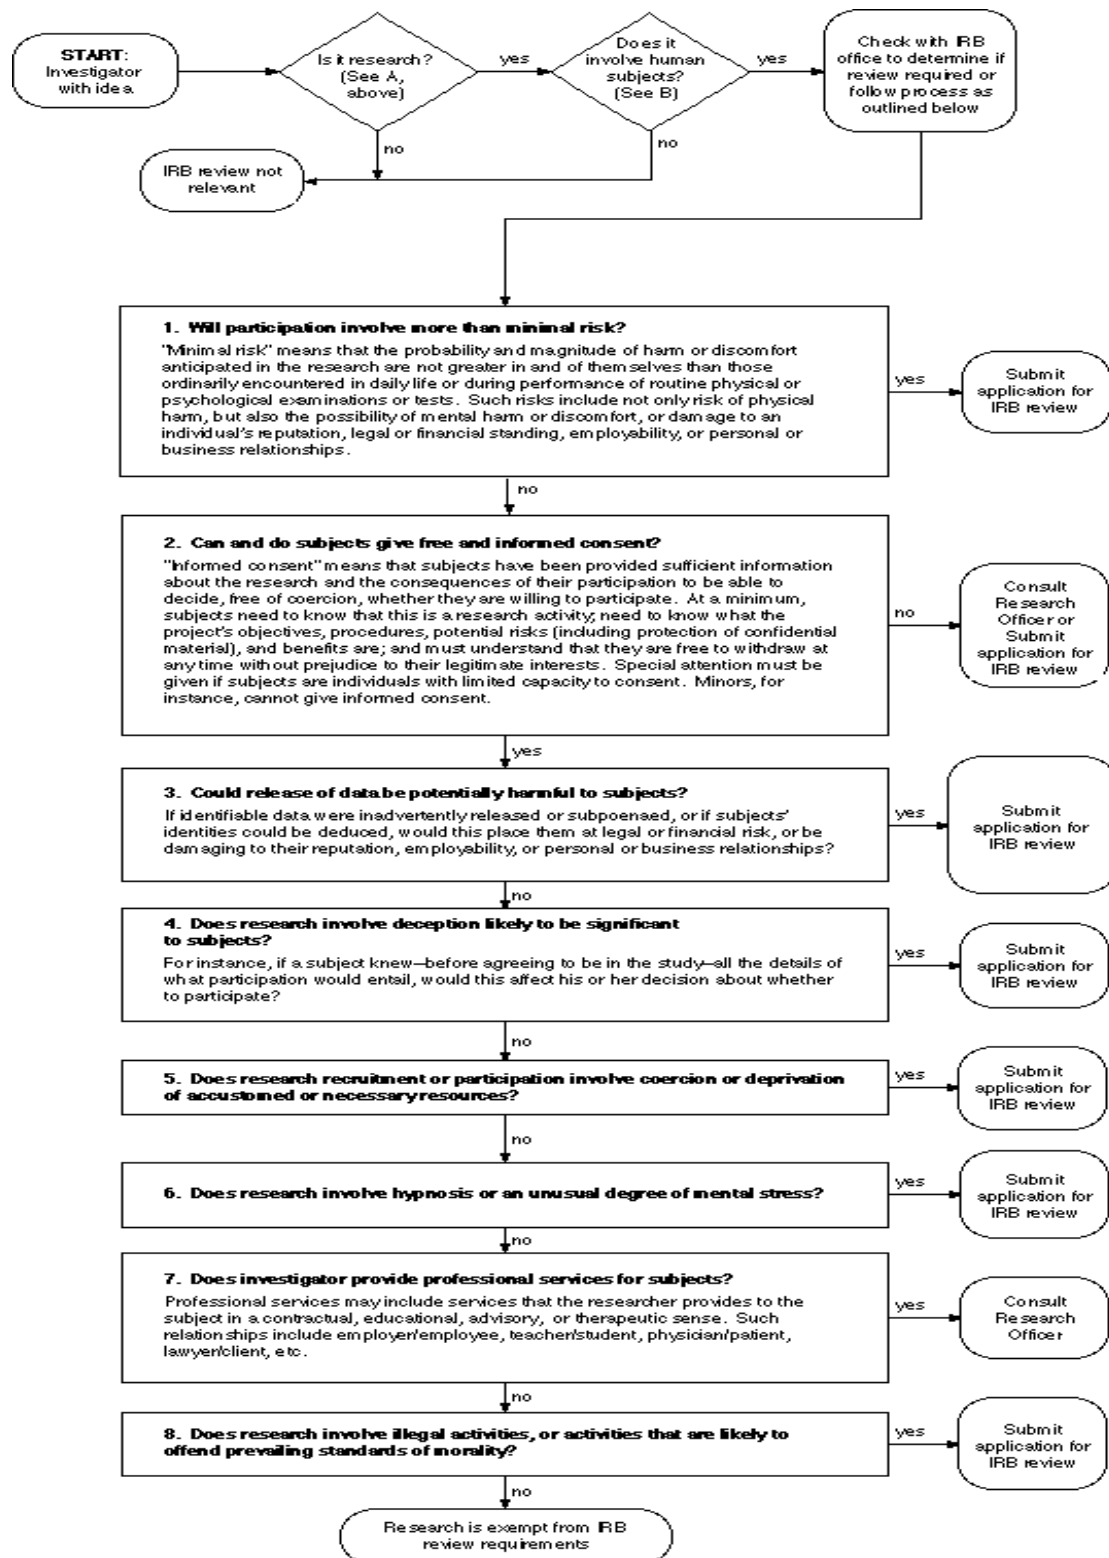 START:
Investigator
with idea.
Is it research?
(See A,
above)
yes
Does it
involve human
subjects?
(See B)
yes
Check with IRB
office to determine if
review required or
follow process as
outlined below
no
no
IRB review not
relevant
1. Will participation involve more than minimal risk?
"Minimal risk" means that the probability and magnitude of harm or discomfort
anticipated in the research are not greater in and of themselves than those
ordinarily encountered in daily life or during performance of routine physical or
psychological examinations or tests. Such risks include not only risk of physical
harm, but also the possibility of mental harm or discomfort, or damage to an
individual's reputation, legal or financial standing, employability, or personal or
business relationships.
yes
Submit
application for
IRB review
no
2. Can and do subjects give free and informed consent?
"Informed consent" means that subjects have been provided sufficient information
about the research and the consequences of their participation to be able to
decide, free of coercion, whether they are willing to participate. At a minimum,
subjects need to know that this is a research activity; need to know what the
project's objectives, procedures, potential risks (including protection of confidential
material), and benefits are; and must understand that they are free to withdraw at
any time without prejudice to their legitimate interests. Special attention must be
given if subjects are individuals with limited capacity to consent. Minors, for
instance, cannot give informed consent.
no
Consult
Research
Officer or
Submit
application for
IRB review
yes
3. Could release of data be potentially harmful to subjects?
If identifiable data were inadvertently released or subpoenaed, or if subjects'
identities could be deduced, would this place them at legal or financial risk, or be
damaging to their reputation, employability, or personal or business relationships?
yes
Submit
application for
IRB review
no
4. Does research involve deception likely to be significant
to subjects?
For instance, if a subject knew--before agreeing to be in the study--all the details of
what participation would entail, would this affect his or her decision about whether
to participate?
yes
Submit
application for
IRB review
no
5. Does research recruitment or participation involve coercion or deprivation
of accustomed or necessary resources?
yes
Submit
application for
IRB review
no
6. Does research involve hypnosis or an unusual degree of mental stress?
yes
Submit
application for
IRB review
no
7. Does investigator provide professional services for subjects?
Professional services may include services that the researcher provides to the
subject in a contractual, educational, advisory, or therapeutic sense. Such
relationships include employer/employee, teacher/student, physician/patient,
lawyer/client, etc.
yes
Consult
Research
Officer
no
8. Does research involve illegal activities, or activities that are likely to
offend prevailing standards of morality?
yes
Submit
application for
IRB review
no
Research is exempt from IRB
review requirements